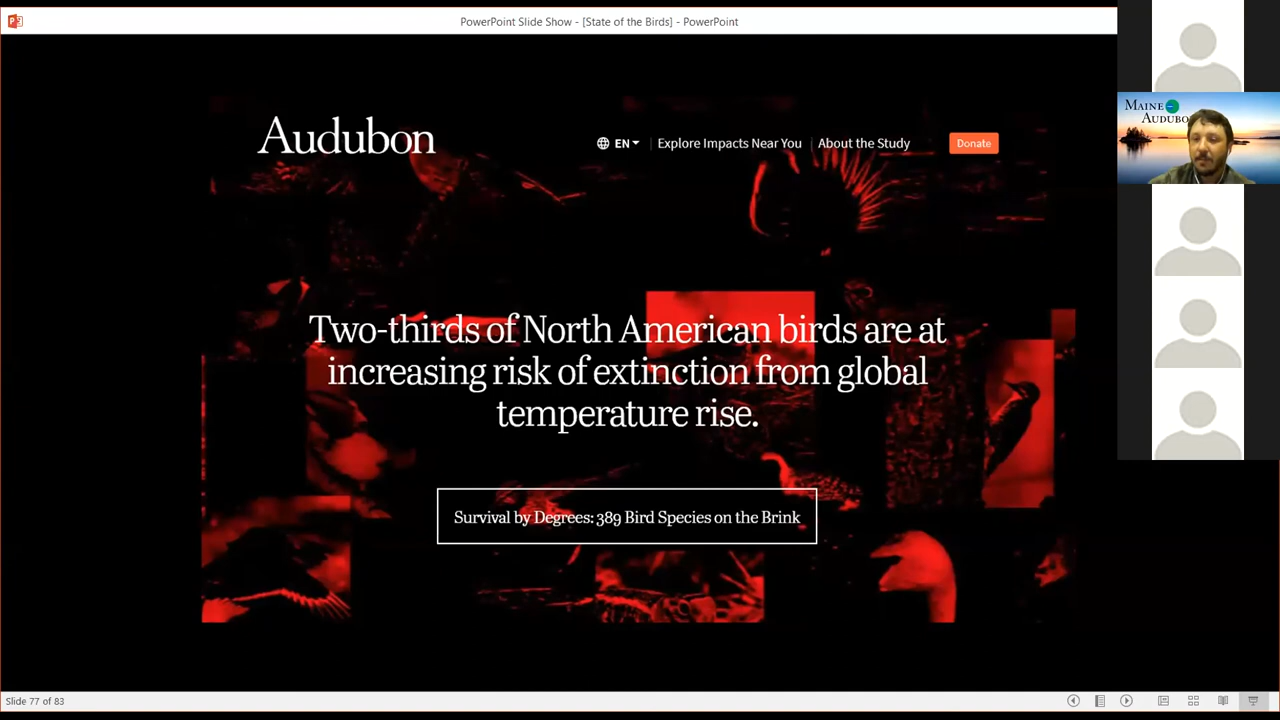 PowerPoint Slide Show - [State of the Birds] - PowerPoint
MAINE
AUDUBO
Audubon
EN
Explore Impacts Near You
About the Study
Donate
Two-thirds of North American birds are at
increasing risk of extinction from global
temperature rise.
Survival by Degrees: 389 Bird Species on the Brink
Slide 77 of 83